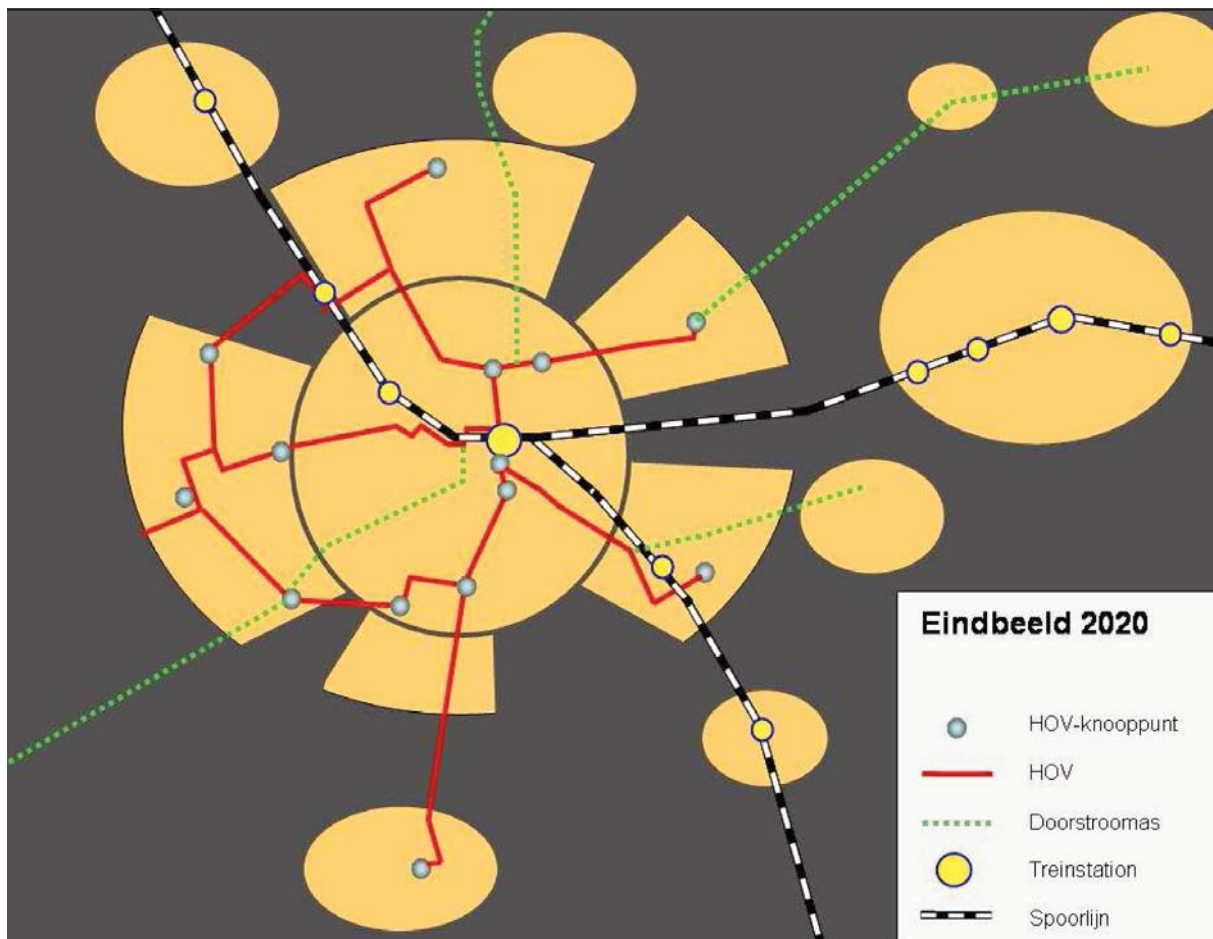 Eindbeeld 2020
HOV-knooppunt
HOV
Doorstroomas
Treinstation
Spoorlijn